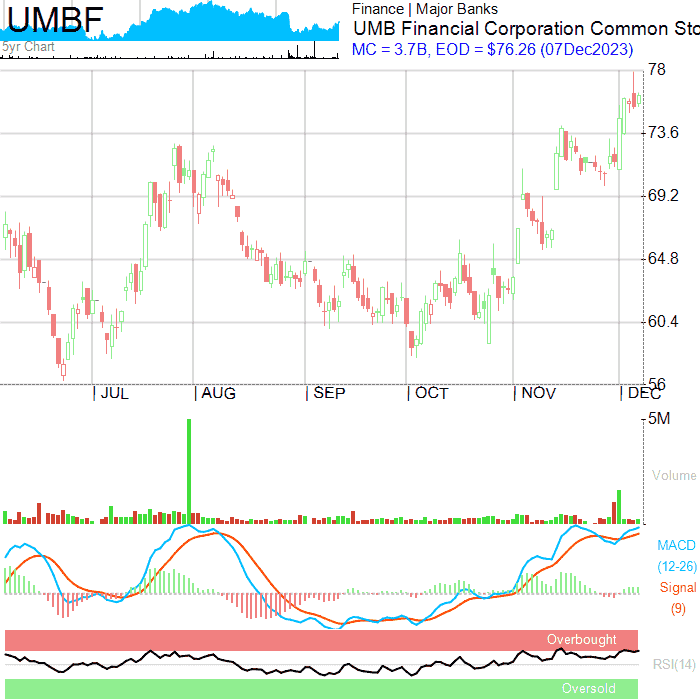 UMBF
5yr Chart
Finance | Major Banks
UMB Financial Corporation Common Sto
MC = 3.7B, EOD = $76.26 (07Dec2023)
78
73.6
69.2
64.8
60.4
56
JUL AUG SEP OCT NOV DEC
5M
Volume
MACD
(12-26)
Signal
(9)
Overbought
RSI(14)
Oversold